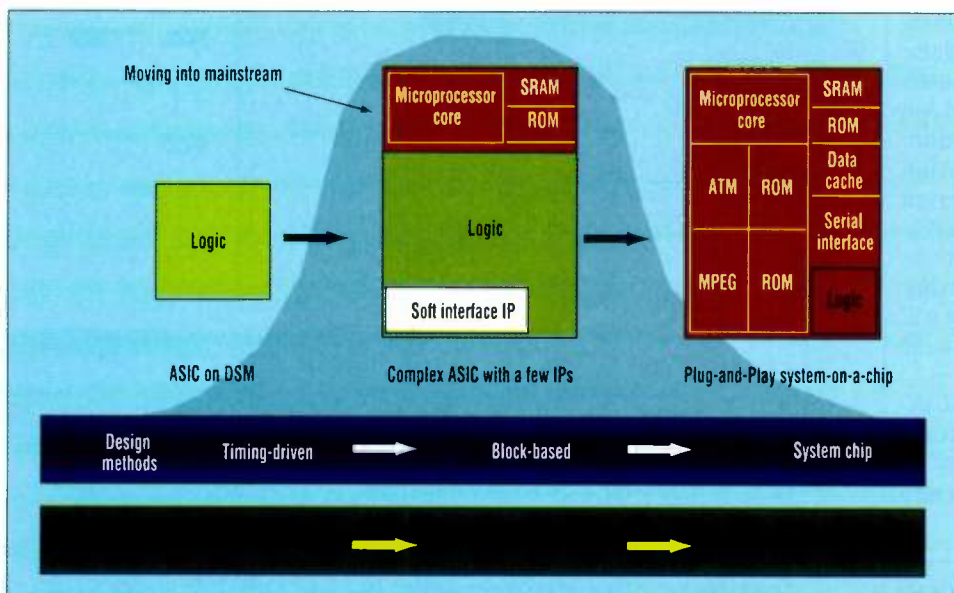 Moving into mainstream
Microprocessor
core
SRAM
ROM
Logic
Soft interface IP
Logic
Microprocessor
core
SRAM
ROM
Data
cache
Serial
interface
Logic
ATM
ROM
MPEG
ROM
ASIC on DSM
Complex ASIC with a few IPs
Plug-and-Play system-on-a-chip
Design
methods
Timing-driven
Block-based
System chip